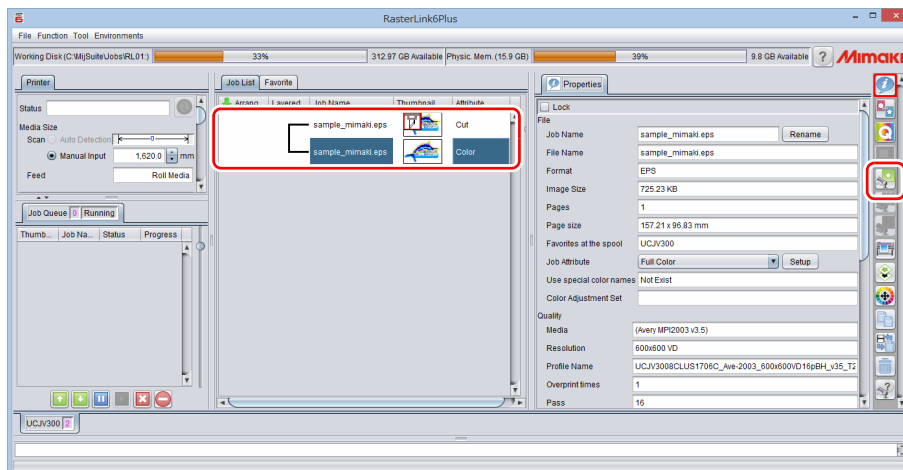 RasterLink6Plus
File Function Tool Environments
Working Disk (C:\MijSuite\Jobs\RL01:) 33% 312.97 GB Available Physic. Mem. (15.9 GB) 39% 9.8 GB Available ? Mimaki
Printer
Status
Media Size
Scan Auto Detection 0
Manual Input 1,620.0 mm
Feed Roll Media
Job Queue 0 Running
Thumb... Job Na... Status Progress
UCJV300 2
Job List Favorite
Arrang Layered Job Name Thumbnail Attribute
sample_mimaki.eps Cut
sample_mimaki.eps Color
Properties
Lock
File
Job Name sample_mimaki.eps Rename
File Name sample_mimaki.eps
Format EPS
Image Size 725.23 KB
Pages 1
Page size 157.21 x 96.83 mm
Favorites at the spool UCJV300
Job Attribute Full Color Setup
Use special color names Not Exist
Color Adjustment Set
Quality
Media (Avery MPI2003 v3.5)
Resolution 600x600 VD
Profile Name UCJV3008CLUS1706C_Ave-2003_600x600VD16pBH_v35_T2
Overprint times 1
Pass 16